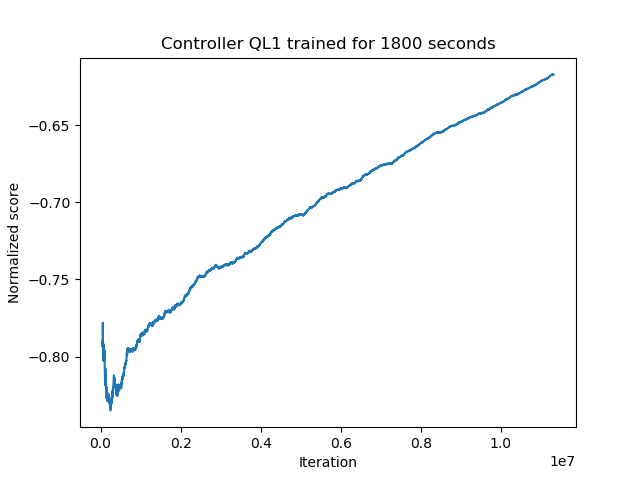 Controller QL1 trained for 1800 seconds
Normalized score
−0.65
−0.70
−0.75
−0.80
0.0 0.2 0.4 0.6 0.8 1.0
Iteration
1e7